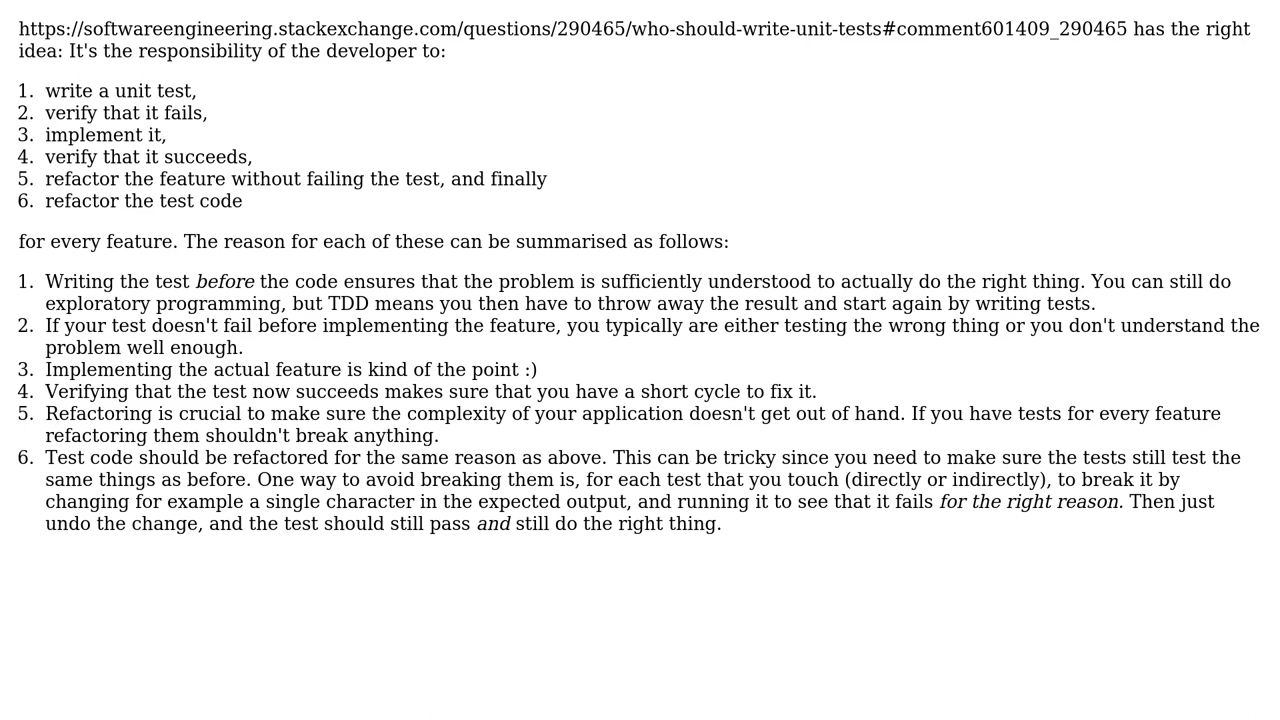 https://softwareengineering.stackexchange.com/questions/290465/who-should-write-unit-tests#comment601409_290465 has the right
idea: It's the responsibility of the developer to:
1. write a unit test,
2. verify that it fails,
3. implement it,
4. verify that it succeeds,
5. refactor the feature without failing the test, and finally
6. refactor the test code
for every feature. The reason for each of these can be summarised as follows:
1. Writing the test before the code ensures that the problem is sufficiently understood to actually do the right thing. You can still do
exploratory programming, but TDD means you then have to throw away the result and start again by writing tests.
2. If your test doesn't fail before implementing the feature, you typically are either testing the wrong thing or you don't understand the
problem well enough.
3. Implementing the actual feature is kind of the point :)
4. Verifying that the test now succeeds makes sure that you have a short cycle to fix it.
5. Refactoring is crucial to make sure the complexity of your application doesn't get out of hand. If you have tests for every feature
refactoring them shouldn't break anything.
6. Test code should be refactored for the same reason as above. This can be tricky since you need to make sure the tests still test the
same things as before. One way to avoid breaking them is, for each test that you touch (directly or indirectly), to break it by
changing for example a single character in the expected output, and running it to see that it fails for the right reason. Then just
undo the change, and the test should still pass and still do the right thing.